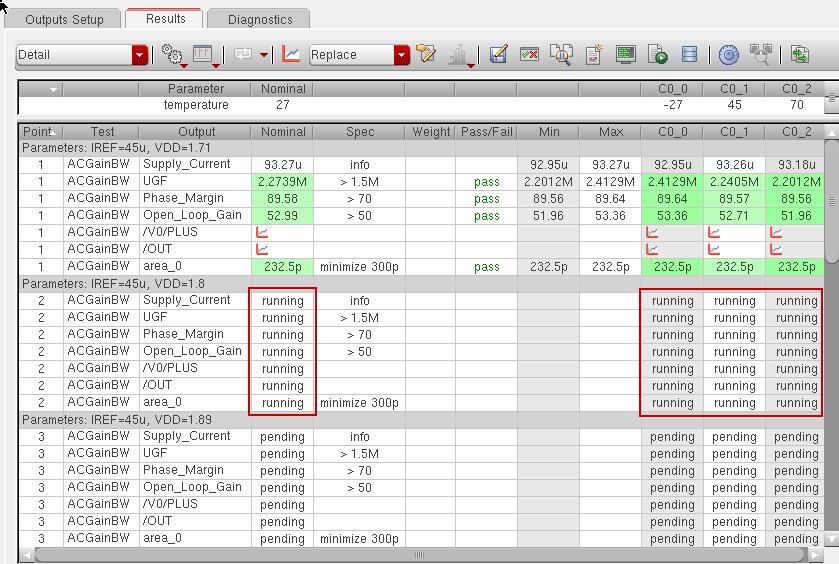 Outputs Setup Results Diagnostics
Detail Replace
Parameter Nominal C0_0 C0_1 C0_2
temperature 27 -27 45 70
Point Test Output Nominal Spec Weight Pass/Fail Min Max C0_0 C0_1 C0_2
Parameters: IREF=45u, VDD=1.71
1 ACGainBW Supply_Current 93.27u info 92.95u 93.27u 92.95u 93.26u 93.18u
1 ACGainBW UGF 2.2739M > 1.5M pass 2.2012M 2.4129M 2.4129M 2.2405M 2.2012M
1 ACGainBW Phase_Margin 89.58 > 70 pass 89.56 89.64 89.64 89.57 89.56
1 ACGainBW Open_Loop_Gain 52.99 > 50 pass 51.96 53.36 53.36 52.71 51.96
1 ACGainBW /V0/PLUS
1 ACGainBW /OUT
1 ACGainBW area_0 232.5p minimize 300p pass 232.5p 232.5p 232.5p 232.5p 232.5p
Parameters: IREF=45u, VDD=1.8
2 ACGainBW Supply_Current running info running running running
2 ACGainBW UGF running > 1.5M running running running
2 ACGainBW Phase_Margin running > 70 running running running
2 ACGainBW Open_Loop_Gain running > 50 running running running
2 ACGainBW /V0/PLUS running running running running
2 ACGainBW /OUT running running running running
2 ACGainBW area_0 running minimize 300p running running running
Parameters: IREF=45u, VDD=1.89
3 ACGainBW Supply_Current pending info pending pending pending
3 ACGainBW UGF pending > 1.5M pending pending pending
3 ACGainBW Phase_Margin pending > 70 pending pending pending
3 ACGainBW Open_Loop_Gain pending > 50 pending pending pending
3 ACGainBW /V0/PLUS pending pending pending pending
3 ACGainBW /OUT pending pending pending pending
3 ACGainBW area_0 pending minimize 300p pending pending pending